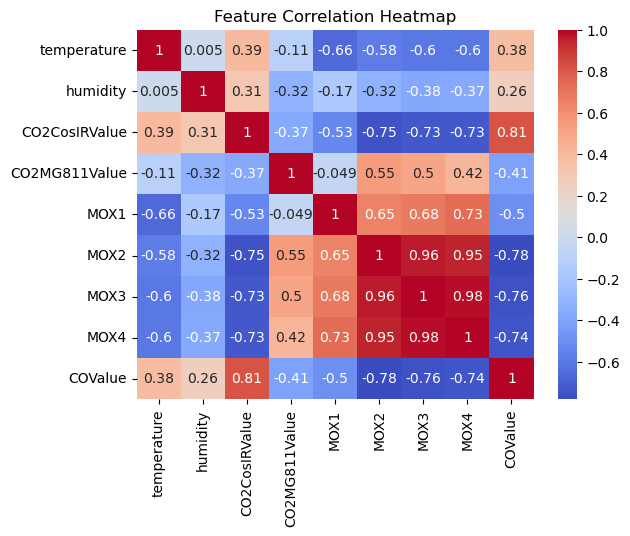 Feature Correlation Heatmap
temperature 1 0.005 0.39 -0.11 -0.66 -0.58 -0.6 -0.6 0.38
humidity 0.005 1 0.31 -0.32 -0.17 -0.32 -0.38 -0.37 0.26
CO2CosIRValue 0.39 0.31 1 -0.37 -0.53 -0.75 -0.73 -0.73 0.81
CO2MG811Value -0.11 -0.32 -0.37 1 -0.049 0.55 0.5 0.42 -0.41
MOX1 -0.66 -0.17 -0.53 -0.049 1 0.65 0.68 0.73 -0.5
MOX2 -0.58 -0.32 -0.75 0.55 0.65 1 0.96 0.95 -0.78
MOX3 -0.6 -0.38 -0.73 0.5 0.68 0.96 1 0.98 -0.76
MOX4 -0.6 -0.37 -0.73 0.42 0.73 0.95 0.98 1 -0.74
COValue 0.38 0.26 0.81 -0.41 -0.5 -0.78 -0.76 -0.74 1
temperature
humidity
CO2CosIRValue
CO2MG811Value
MOX1
MOX2
MOX3
MOX4
COValue
1.0
0.8
0.6
0.4
0.2
0.0
−0.2
−0.4
−0.6